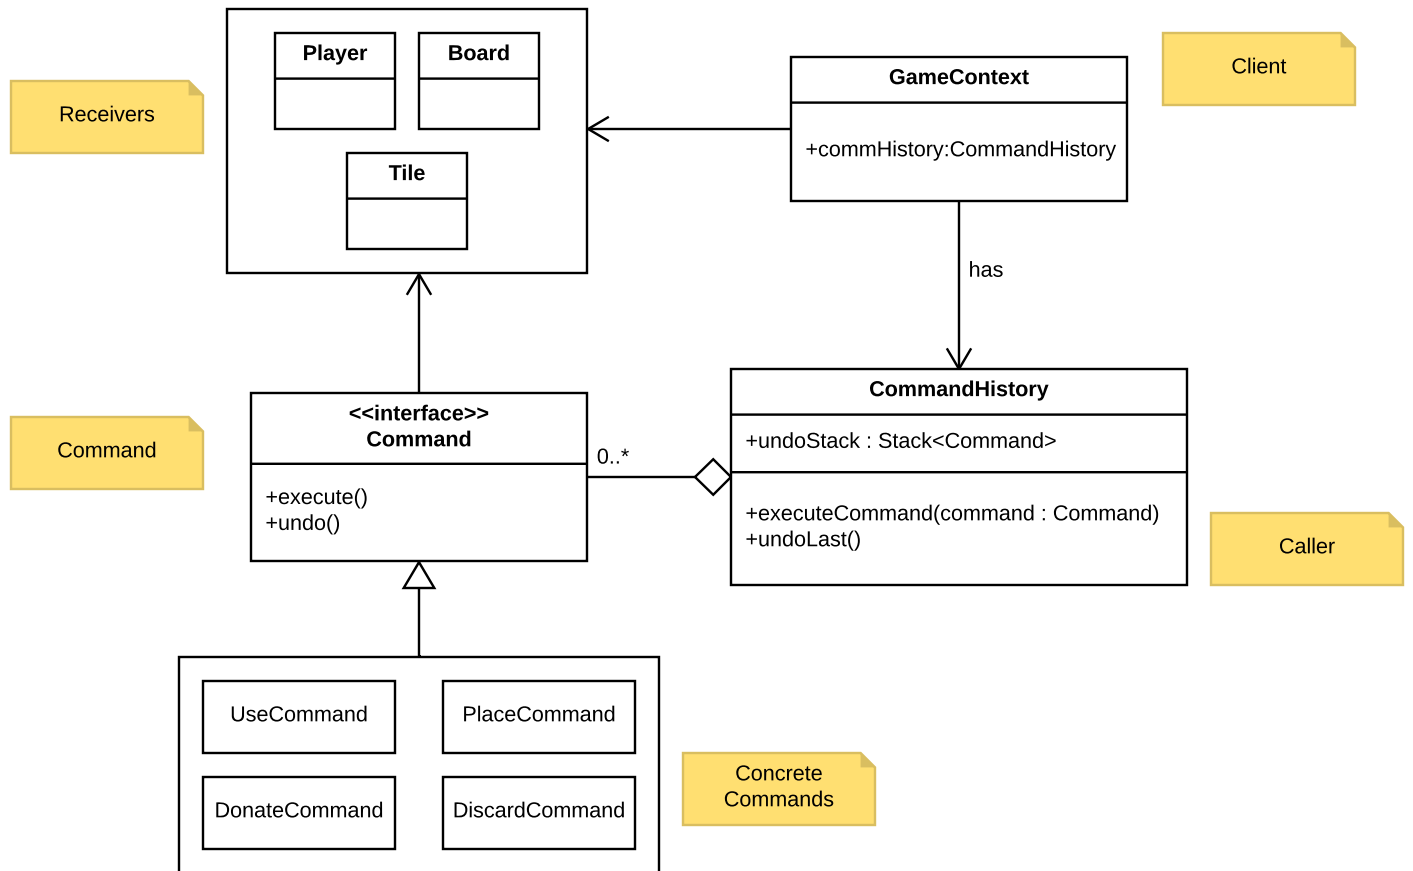 Player
Board
Tile
Receivers
GameContext
+commHistory:CommandHistory
Client
has
<<interface>>
Command
+execute()
+undo()
Command
0..*
CommandHistory
+undoStack : Stack<Command>
+executeCommand(command : Command)
+undoLast()
Caller
UseCommand
PlaceCommand
DonateCommand
DiscardCommand
Concrete
Commands